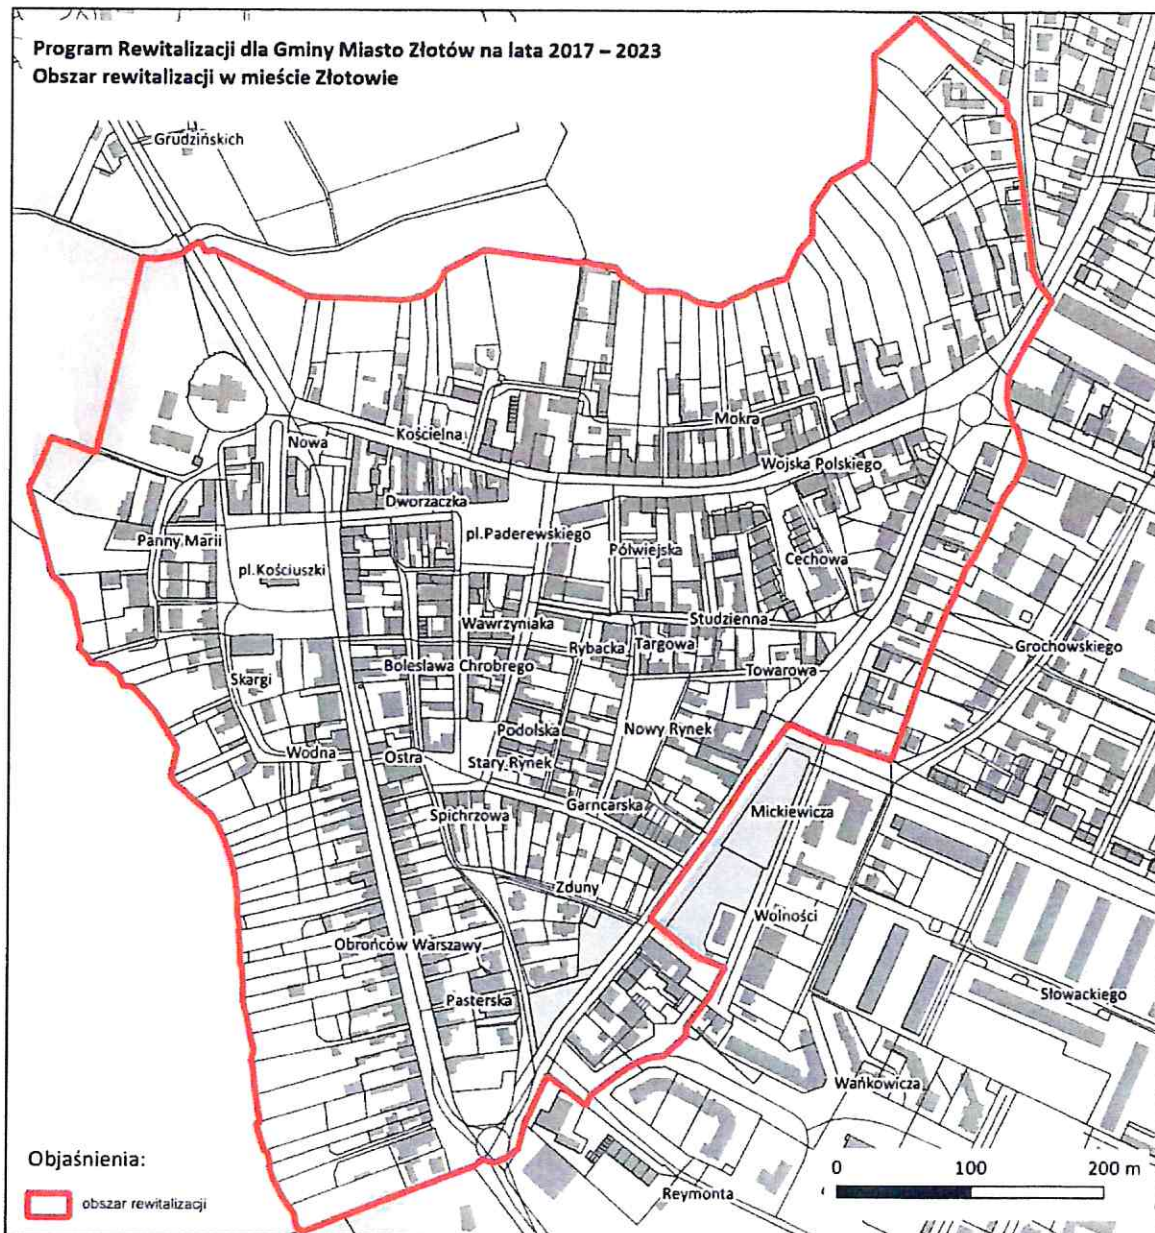 Program Rewitalizacji dla Gminy Miasto Złotów na lata 2017 – 2023
Obszar rewitalizacji w mieście Złotowie
Grudzińskich
Mokra
Kościelna
Nowa
Wojska Polskiego
Dworzaczka
pl.Paderewskiego
Panny Marii
Półwiejska
Cechowa
pl.Kościuszki
Studzienna
Wawrzyniaka
Rybacka
Targowa
Grochowskiego
Bolesława Chrobrego
Towarowa
Skargi
Podolska
Nowy Rynek
Wodna
Ostra
Stary Rynek
Garncarska
Mickiewicza
Spichrzowa
Zduny
Wolności
Obrońców Warszawy
Pasterska
Słowackiego
Wańkowicza
Objaśnienia:
obszar rewitalizacji
Reymonta
0 100 200 m